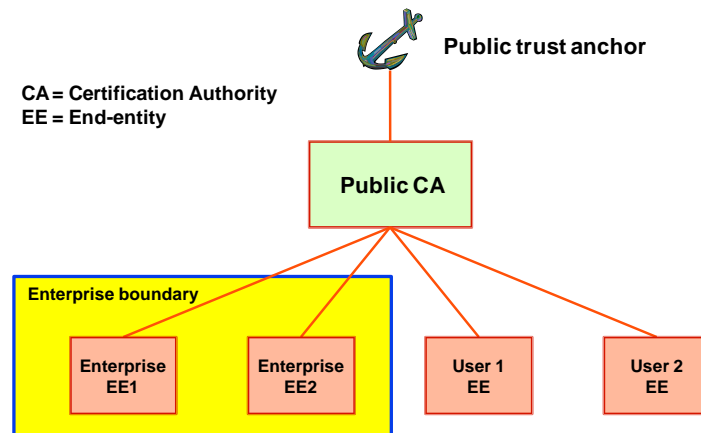 Public trust anchor
CA = Certification Authority
EE = End-entity
Public CA
Enterprise boundary
Enterprise
EE1
Enterprise
EE2
User 1
EE
User 2
EE